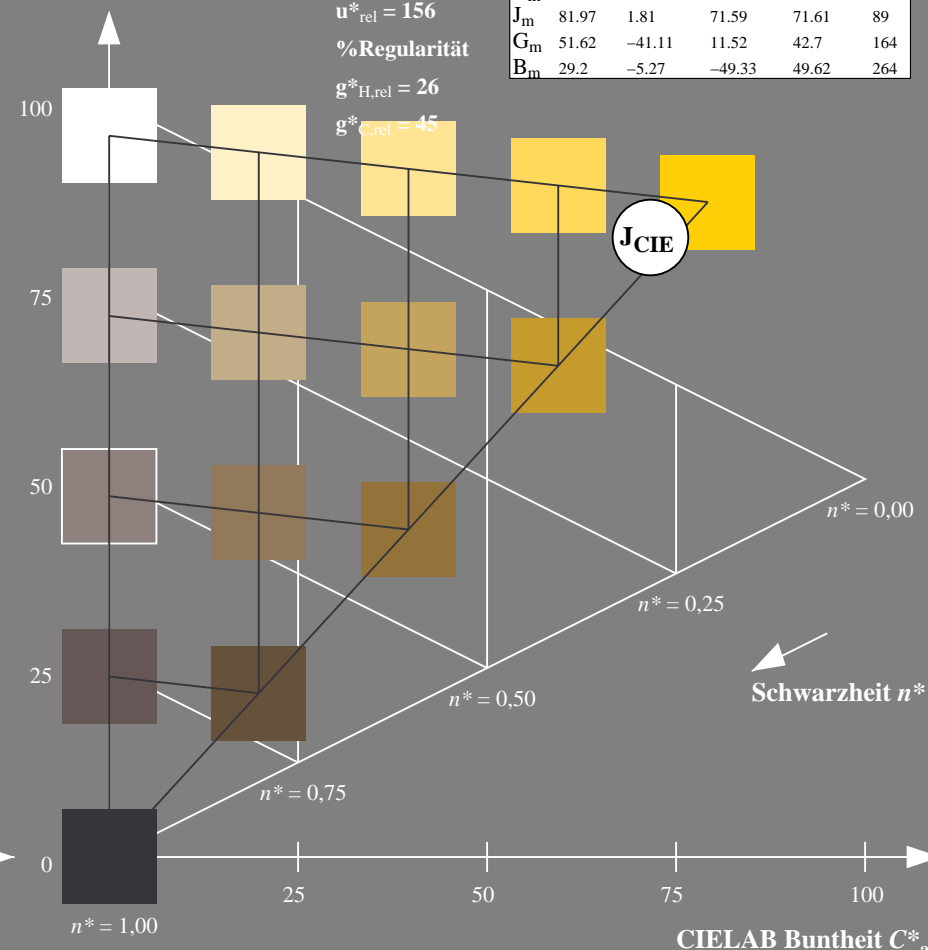 u*rel = 156
%Regularität
g*H,rel = 26
g*C,rel = 45
Jm 81.97 1.81 71.59 71.61 89
Gm 51.62 −41.11 11.52 42.7 164
Bm 29.2 −5.27 −49.33 49.62 264
100
JCIE
75
50
n* = 0,00
n* = 0,25
25
Schwarzheit n*
n* = 0,50
n* = 0,75
0
25 50 75 100
n* = 1,00
CIELAB Buntheit C*a